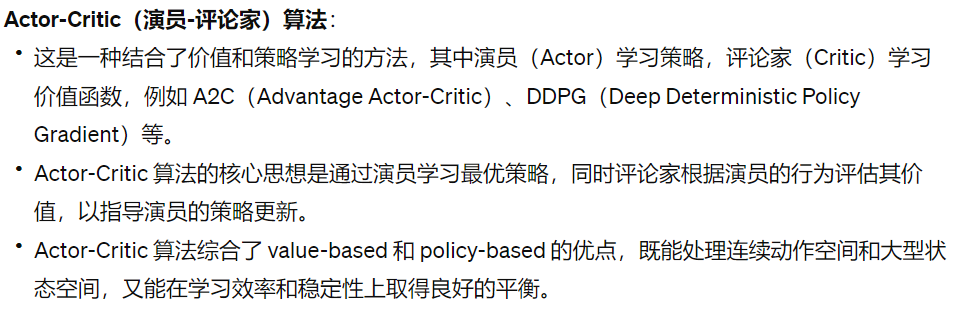 Actor-Critic（演员-评论家）算法：
• 这是一种结合了价值和策略学习的方法，其中演员（Actor）学习策略，评论家（Critic）学习
价值函数，例如 A2C（Advantage Actor-Critic）、DDPG（Deep Deterministic Policy
Gradient）等。
• Actor-Critic 算法的核心思想是通过演员学习最优策略，同时评论家根据演员的行为评估其价
值，以指导演员的策略更新。
• Actor-Critic 算法综合了 value-based 和 policy-based 的优点，既能处理连续动作空间和大型状
态空间，又能在学习效率和稳定性上取得良好的平衡。